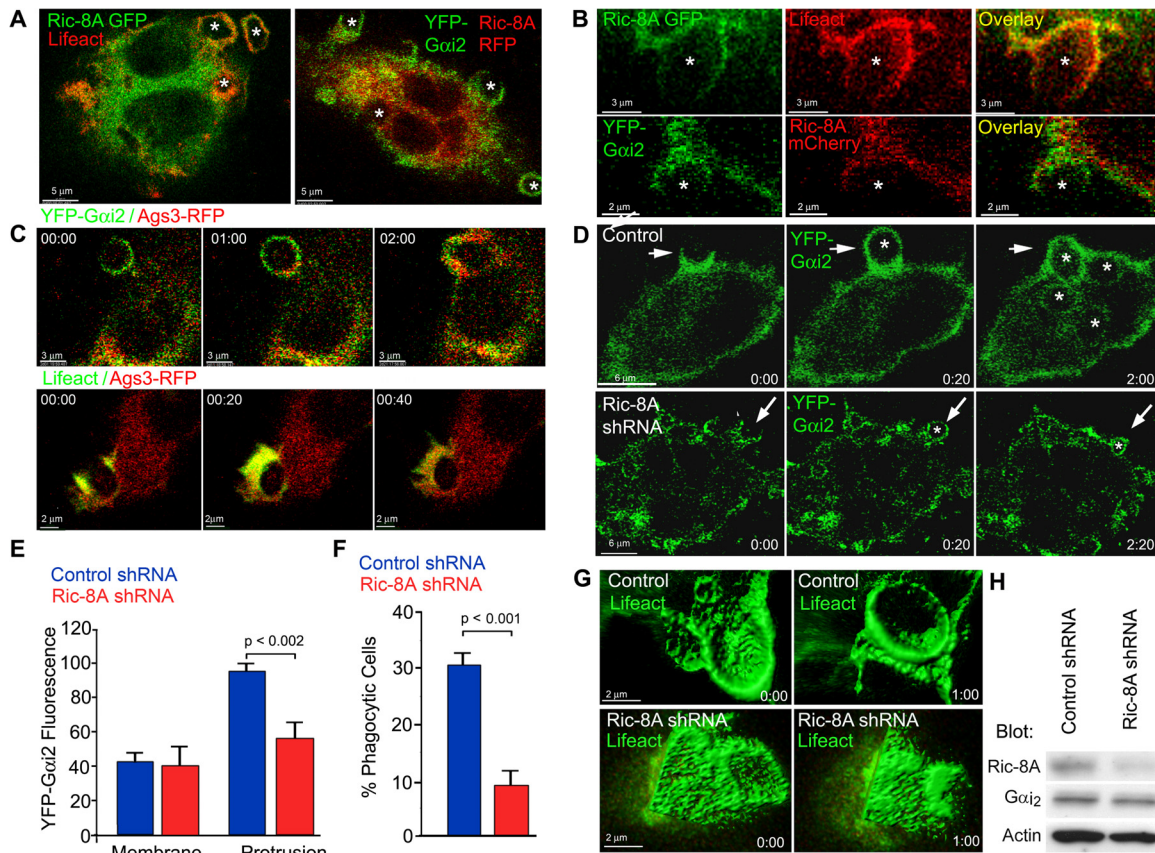 A
Ric-8A GFP
Lifeact
*
*
*
5 µm
YFP-
Gαi2
Ric-8A
RFP
*
*
*
*
5 µm
B
Ric-8A GFP
*
3 µm
Lifeact
*
3 µm
Overlay
*
3 µm
YFP-
Gαi2
*
2 µm
Ric-8A
mCherry
*
2 µm
Overlay
*
2 µm
YFP-Gαi2 / Ags3-RFP
C
00:00
3 µm
01:00
3 µm
02:00
3 µm
Lifeact / Ags3-RFP
00:00
2 µm
00:20
2µm
00:40
2 µm
D
Control
6 µm
0:00
YFP-
Gαi2
*
0:20
*
*
*
*
2:00
Ric-8A
shRNA
6 µm
0:00
YFP-
Gαi2
*
0:20
*
2:20
E
Control shRNA
Ric-8A shRNA
YFP-Gαi2 Fluorescence
120
100
80
60
40
20
0
p < 0.002
Membrane
Protrusion
F
Control shRNA
Ric-8A shRNA
% Phagocytic Cells
40
30
20
10
0
p < 0.001
G
Control
Lifeact
2 µm
0:00
Control
Lifeact
1:00
Ric-8A shRNA
Lifeact
2 µm
0:00
Ric-8A shRNA
Lifeact
1:00
H
Control shRNA
Ric-8A shRNA
Blot:
Ric-8A
Gαi2
Actin